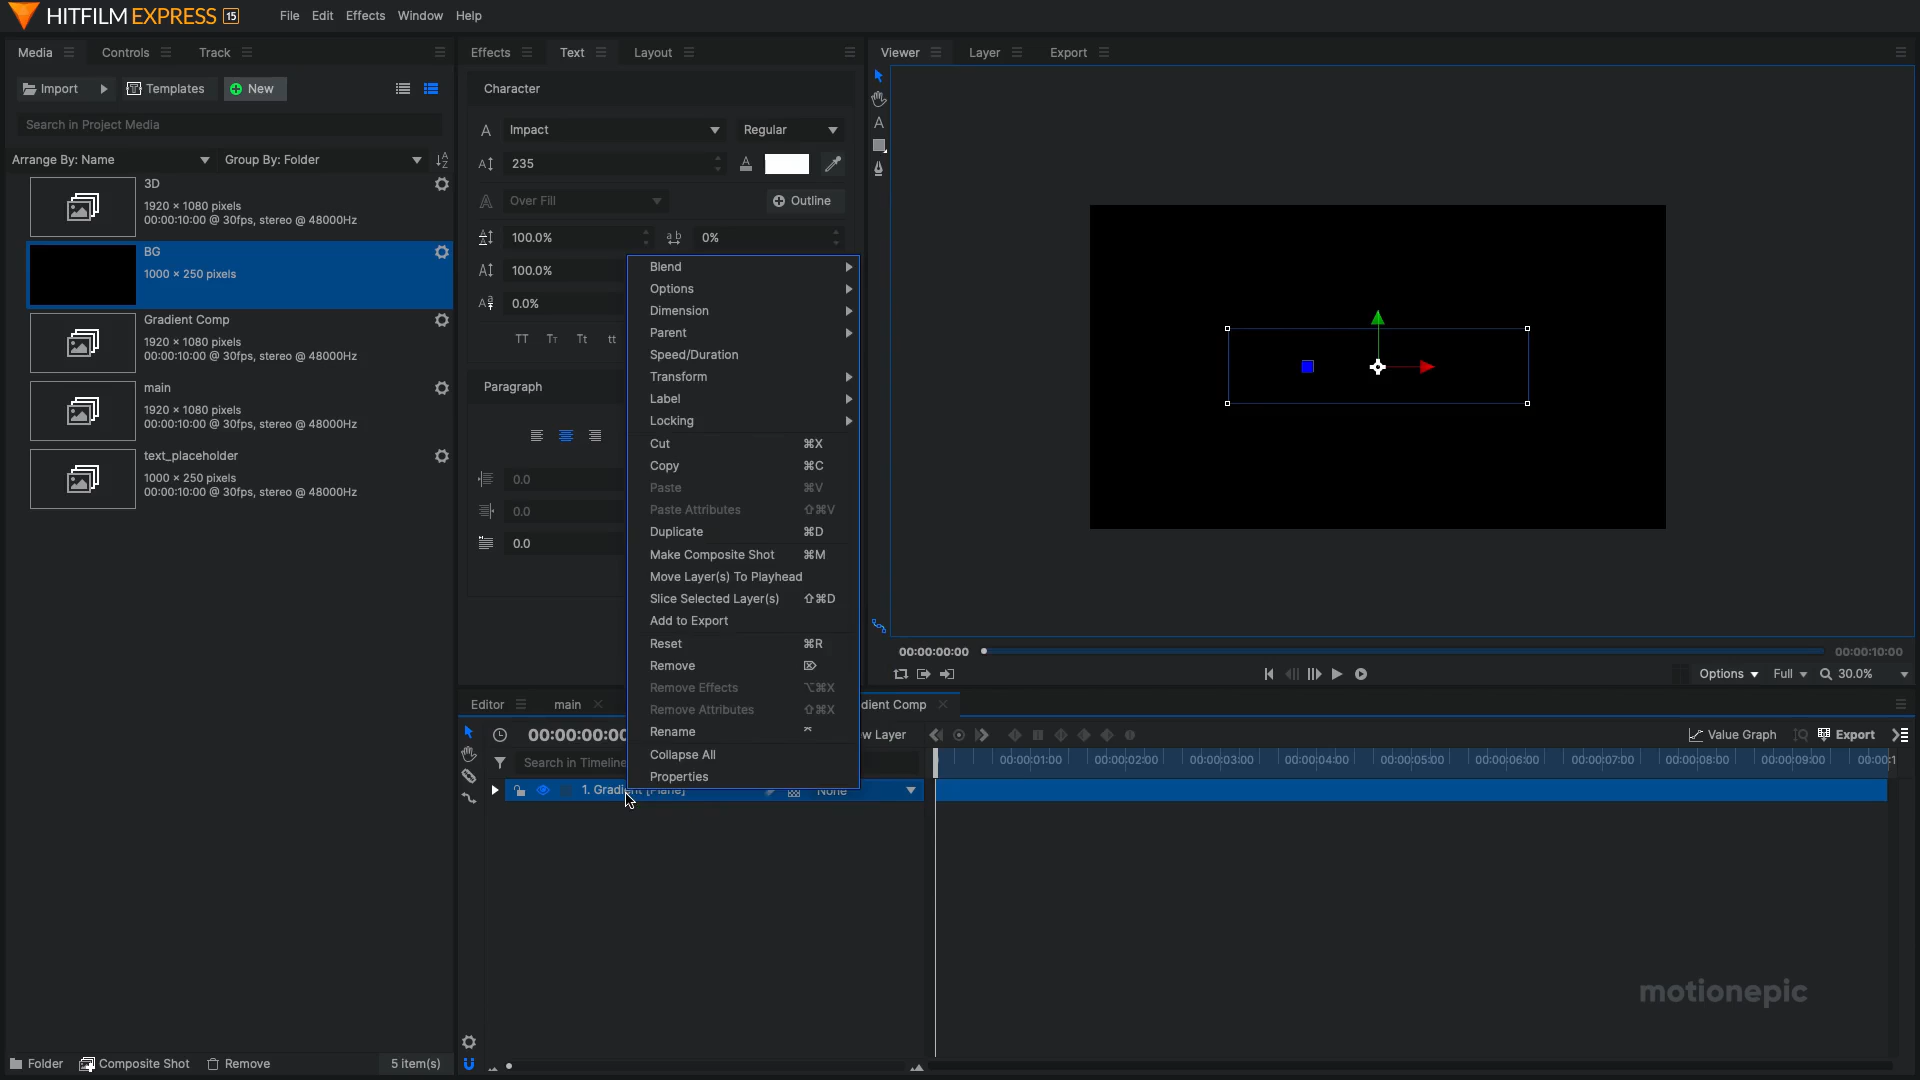 HITFILM EXPRESS 15
File Edit Effects Window Help
Media Controls Track
Effects Text Layout
Viewer Layer Export
Import Templates New
Search in Project Media
Arrange By: Name Group By: Folder
3D
1920 × 1080 pixels
00:00:10:00 @ 30fps, stereo @ 48000Hz
BG
1000 × 250 pixels
Gradient Comp
1920 × 1080 pixels
00:00:10:00 @ 30fps, stereo @ 48000Hz
main
1920 × 1080 pixels
00:00:10:00 @ 30fps, stereo @ 48000Hz
text_placeholder
1000 × 250 pixels
00:00:10:00 @ 30fps, stereo @ 48000Hz
Folder Composite Shot Remove 5 item(s)
Character
Impact Regular
235
Over Fill Outline
100.0% 0%
100.0%
0.0%
TT Tт Tt tt
Paragraph
0.0
0.0
0.0
Blend
Options
Dimension
Parent
Speed/Duration
Transform
Label
Locking
Cut ⌘X
Copy ⌘C
Paste ⌘V
Paste Attributes ⇧⌘V
Duplicate ⌘D
Make Composite Shot ⌘M
Move Layer(s) To Playhead
Slice Selected Layer(s) ⇧⌘D
Add to Export
Reset ⌘R
Remove ⌦
Remove Effects ⌥⌘X
Remove Attributes ⇧⌘X
Rename
Collapse All
Properties
00:00:00:00 00:00:10:00
Options Full 30.0%
Editor main dient Comp
00:00:00:00 w Layer Value Graph Export
Search in Timeline
00:00:01:00 00:00:02:00 00:00:03:00 00:00:04:00 00:00:05:00 00:00:06:00 00:00:07:00 00:00:08:00 00:00:09:00 00:00:1
1. Gradient [Plane] None
motionepic